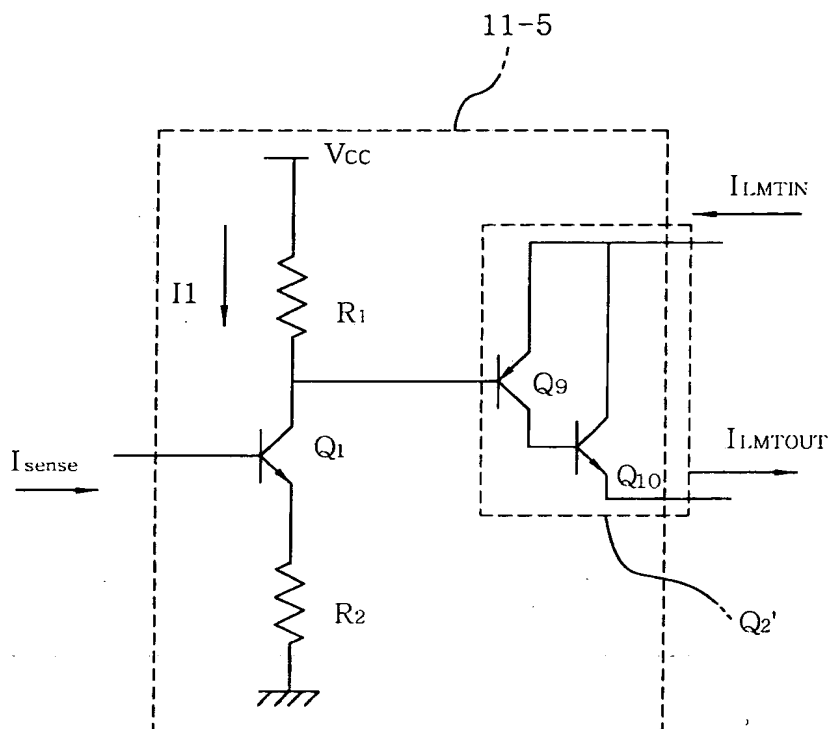 11-5
Vcc
ILMTIN
I1
R1
Q9
Q1
Isense
ILMTOUT
Q10
R2
Q2'